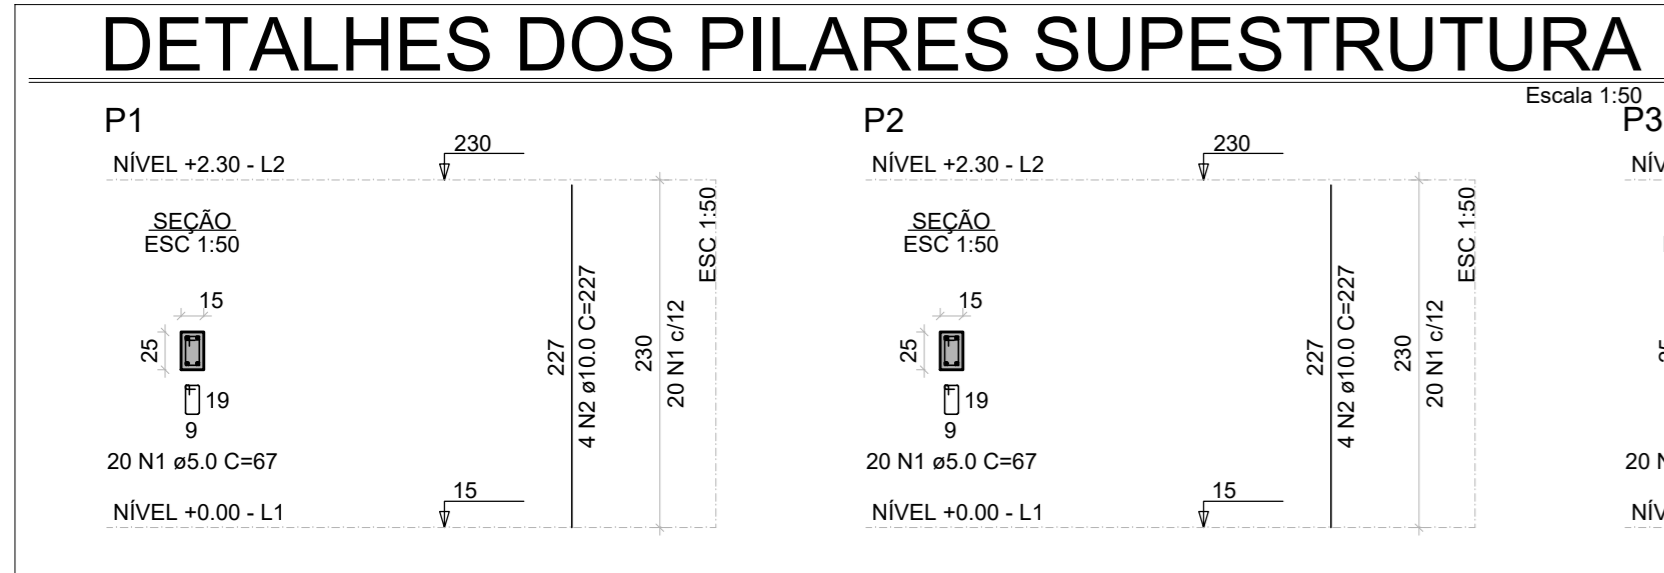 DETALHES DOS PILARES SUPESTRUTURA
Escala 1:50
P1
230
NÍVEL +2.30 - L2
SEÇÃO
ESC 1:50
15
25
19
9
20 N1 ø5.0 C=67
227
4 N2 ø10.0 C=227
230
20 N1 c/12
ESC 1:50
15
NÍVEL +0.00 - L1
P2
230
NÍVEL +2.30 - L2
SEÇÃO
ESC 1:50
15
25
19
9
20 N1 ø5.0 C=67
227
4 N2 ø10.0 C=227
230
20 N1 c/12
ESC 1:50
15
NÍVEL +0.00 - L1
P3
NÍV
20
NÍV